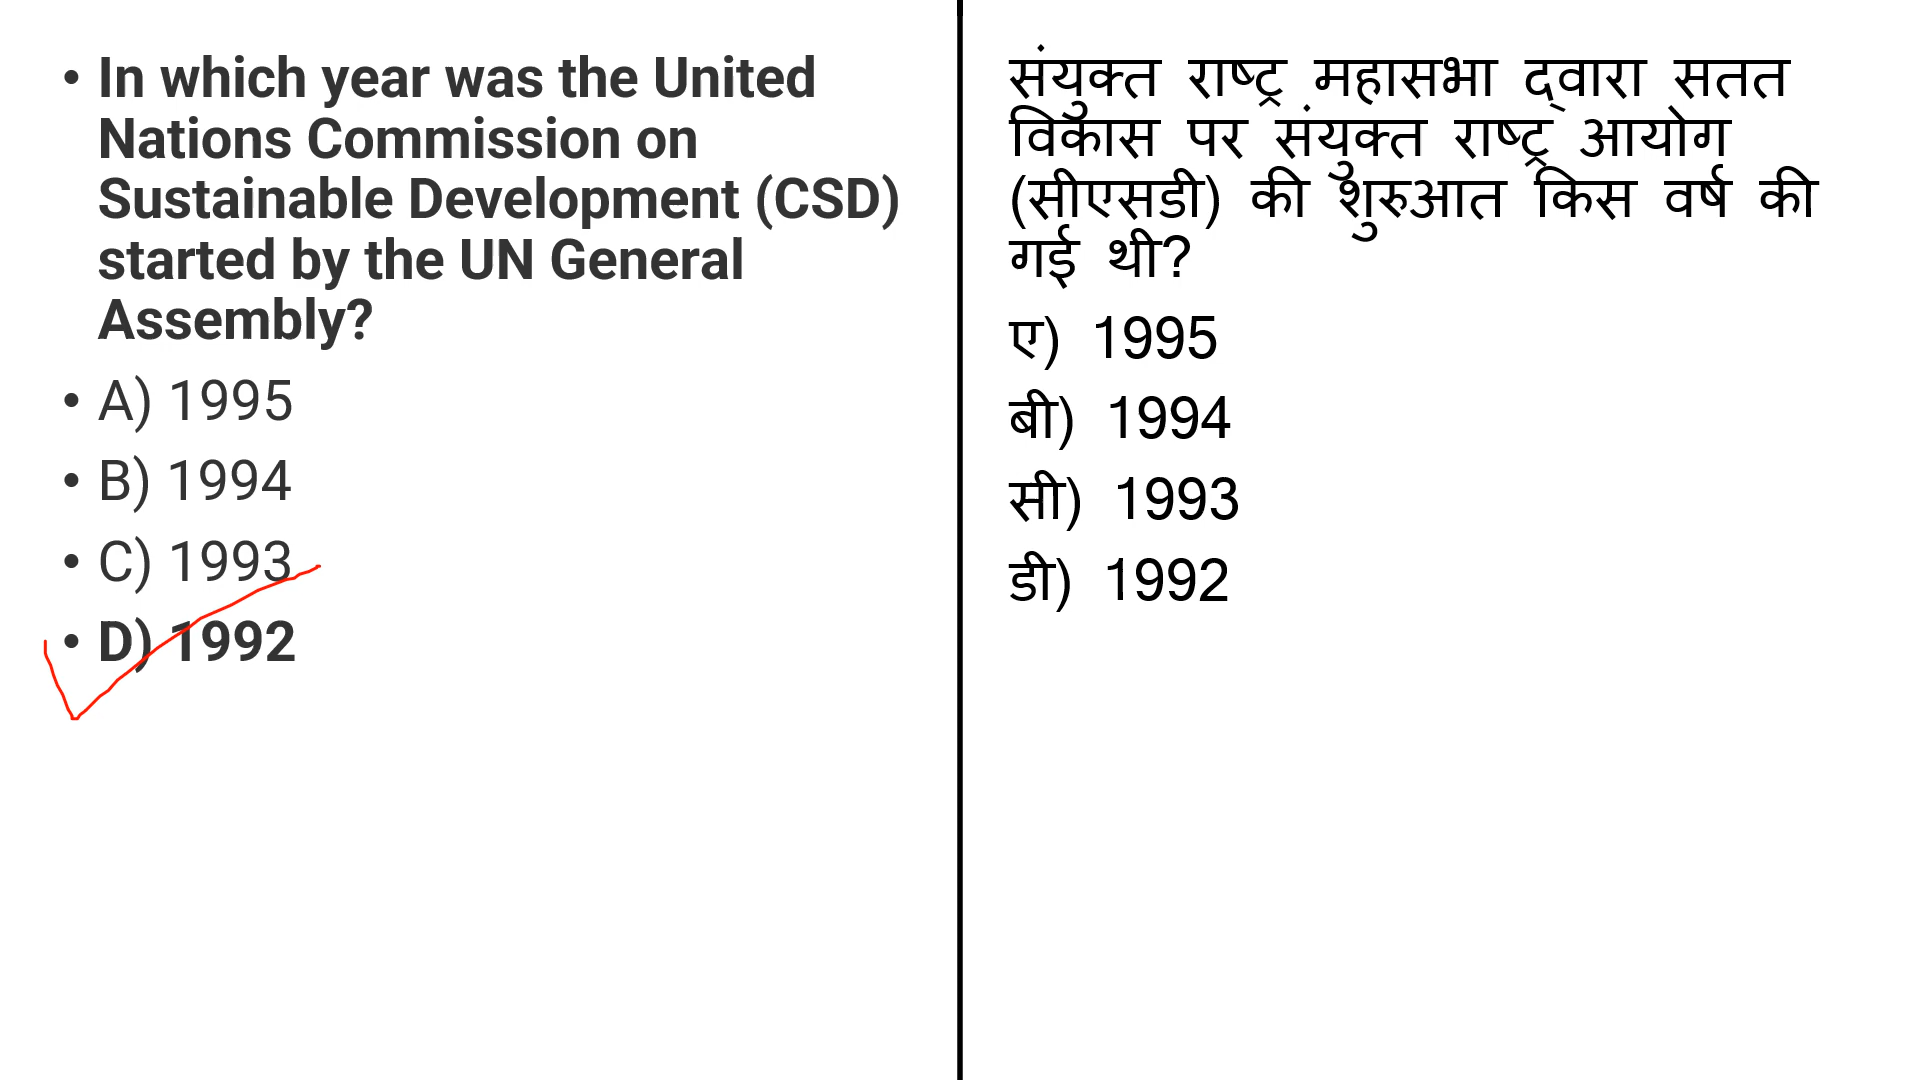 • In which year was the United
Nations Commission on
Sustainable Development (CSD)
started by the UN General
Assembly?
• A) 1995
• B) 1994
• C) 1993
• D) 1992
संयुक्त राष्ट्र महासभा द्वारा सतत
विकास पर संयुक्त राष्ट्र आयोग
(सीएसडी) की शुरुआत किस वर्ष की
गई थी?
ए) 1995
बी) 1994
सी) 1993
डी) 1992